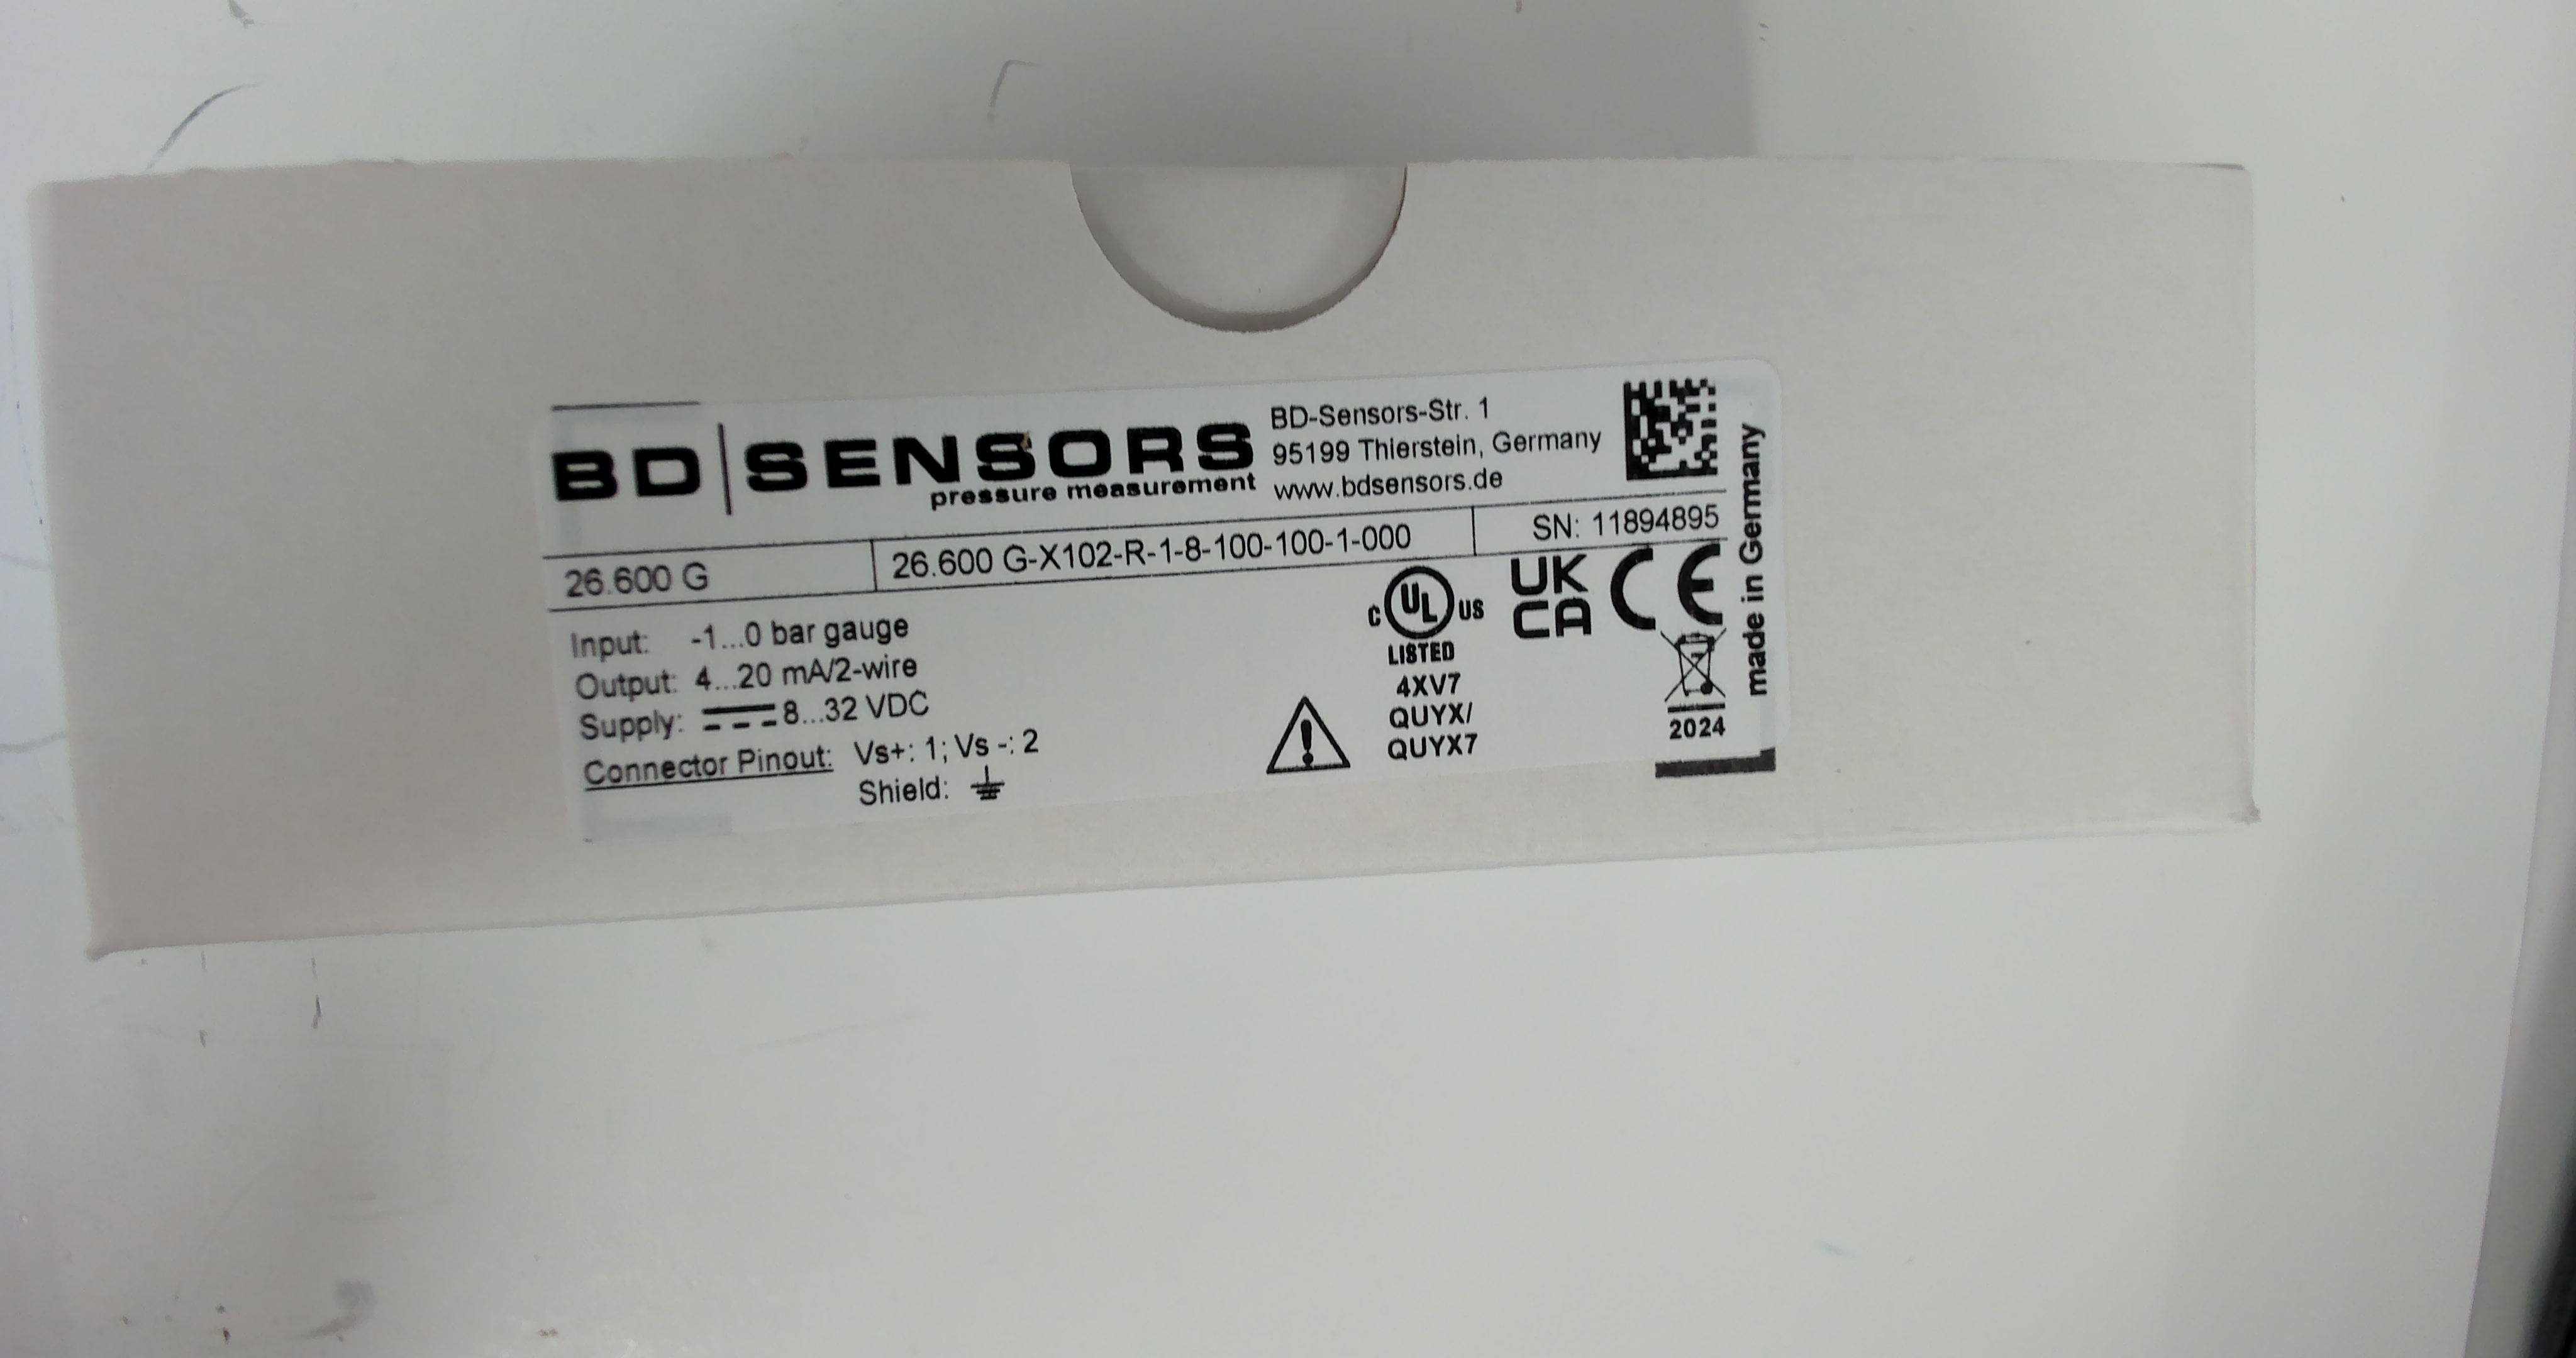 BD|SENSORS
pressure measurement
BD-Sensors-Str. 1
95199 Thierstein, Germany
www.bdsensors.de
26.600 G
26.600 G-X102-R-1-8-100-100-1-000
SN: 11894895
Input: -1...0 bar gauge
Output: 4...20 mA/2-wire
Supply: 8...32 VDC
Connector Pinout: Vs+: 1; Vs -: 2
Shield:
C UL US
LISTED
4XV7
QUYX/
QUYX7
UK
CA
CE
2024
made in Germany